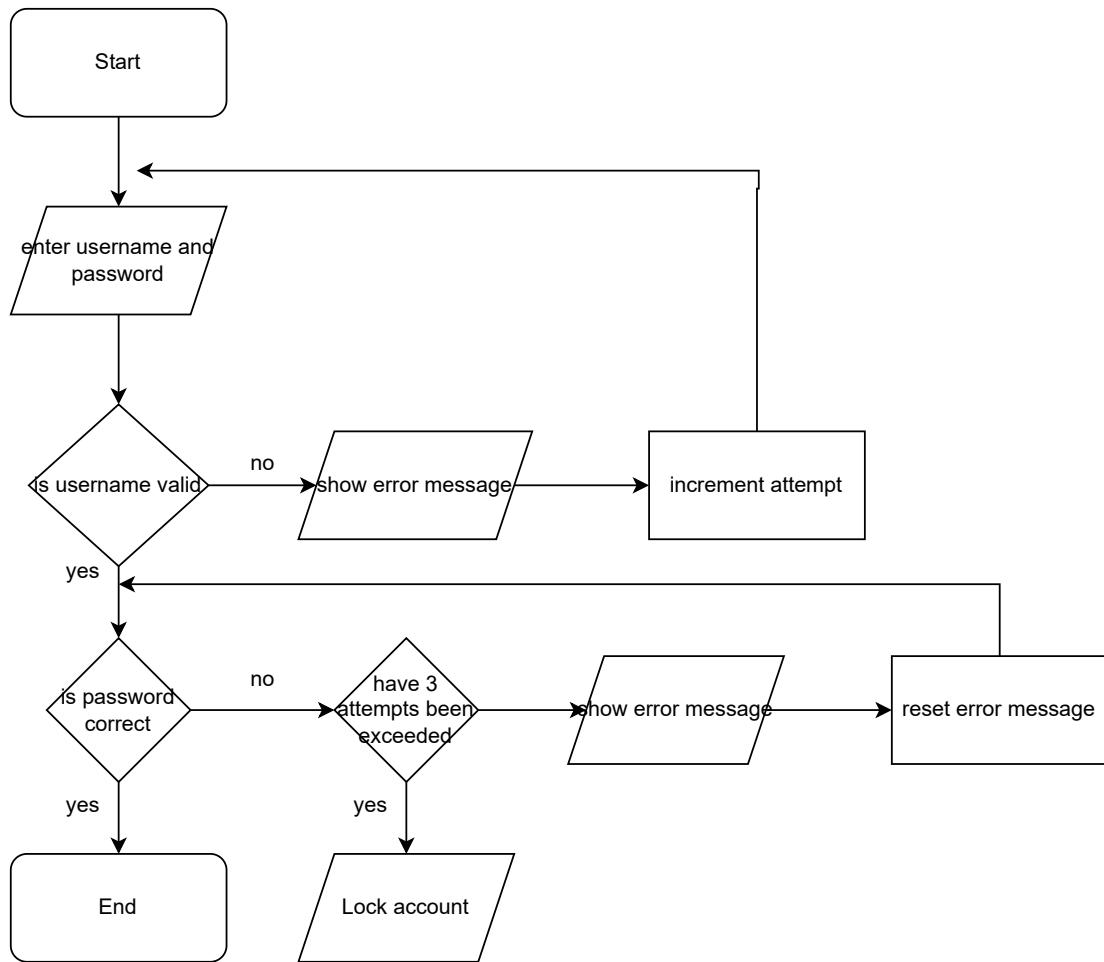 Start
enter username and
password
is username valid
no
show error message
increment attempt
yes
is password
correct
no
have 3
attempts been
exceeded
show error message
reset error message
yes
yes
End
Lock account